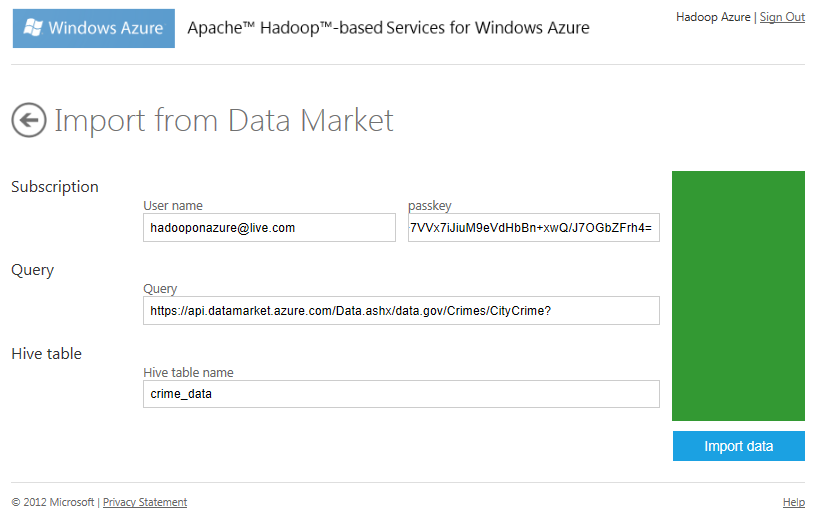 Windows Azure
Apache™ Hadoop™-based Services for Windows Azure
Hadoop Azure | Sign Out
Import from Data Market
Subscription
User name
passkey
hadooponazure@live.com
7VVx7iJiuM9eVdHbBn+xwQ/J7OGbZFrh4=
Query
Query
https://api.datamarket.azure.com/Data.ashx/data.gov/Crimes/CityCrime?
Hive table
Hive table name
crime_data
Import data
© 2012 Microsoft | Privacy Statement
Help